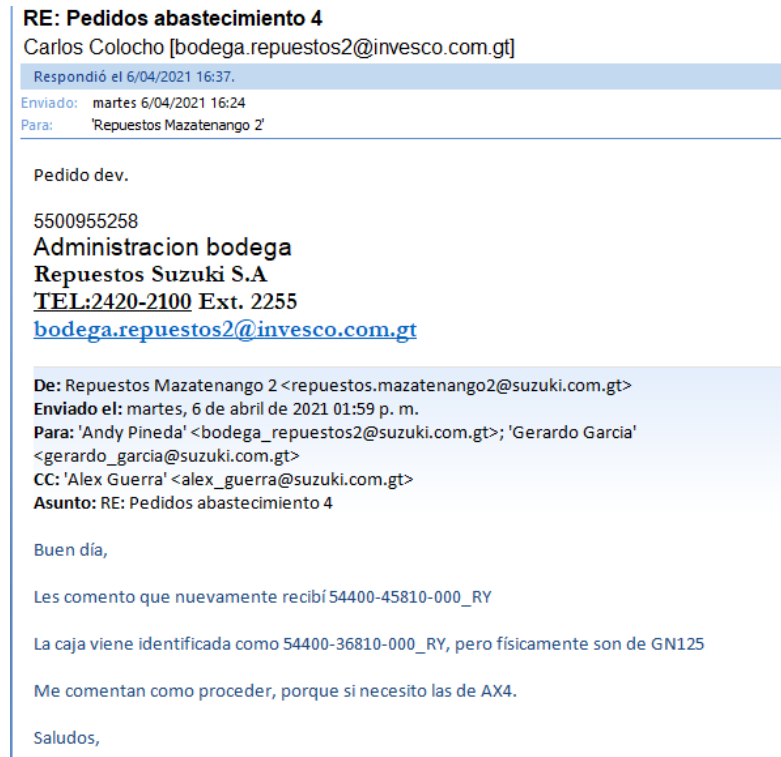 RE: Pedidos abastecimiento 4
Carlos Colocho [bodega.repuestos2@invesco.com.gt]
Respondió el 6/04/2021 16:37.
Enviado: martes 6/04/2021 16:24
Para: 'Repuestos Mazatenango 2'
Pedido dev.
5500955258
Administracion bodega
Repuestos Suzuki S.A
TEL:2420-2100 Ext. 2255
bodega.repuestos2@invesco.com.gt
De: Repuestos Mazatenango 2 <repuestos.mazatenango2@suzuki.com.gt>
Enviado el: martes, 6 de abril de 2021 01:59 p. m.
Para: 'Andy Pineda' <bodega_repuestos2@suzuki.com.gt>; 'Gerardo Garcia'
<gerardo_garcia@suzuki.com.gt>
CC: 'Alex Guerra' <alex_guerra@suzuki.com.gt>
Asunto: RE: Pedidos abastecimiento 4
Buen día,
Les comento que nuevamente recibí 54400-45810-000_RY
La caja viene identificada como 54400-36810-000_RY, pero físicamente son de GN125
Me comentan como proceder, porque si necesito las de AX4.
Saludos,